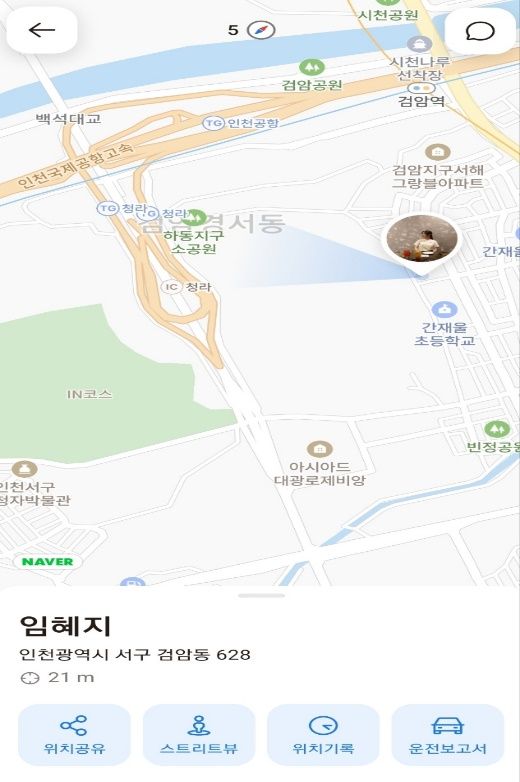 시천공원
5
시천나루
선착장
검암공원
검암역
백석대교
TG 인천공항
인천국제공항고속
검암지구서해
그랑블아파트
TG 청라
TG 청라
검암경서동
하동지구
소공원
간재울
IC 청라
간재울
초등학교
IN코스
빈정공원
아시아드
대광로제비앙
인천서구
청자박물관
NAVER
임혜지
인천광역시 서구 검암동 628
21 m
위치공유
스트리트뷰
위치기록
운전보고서